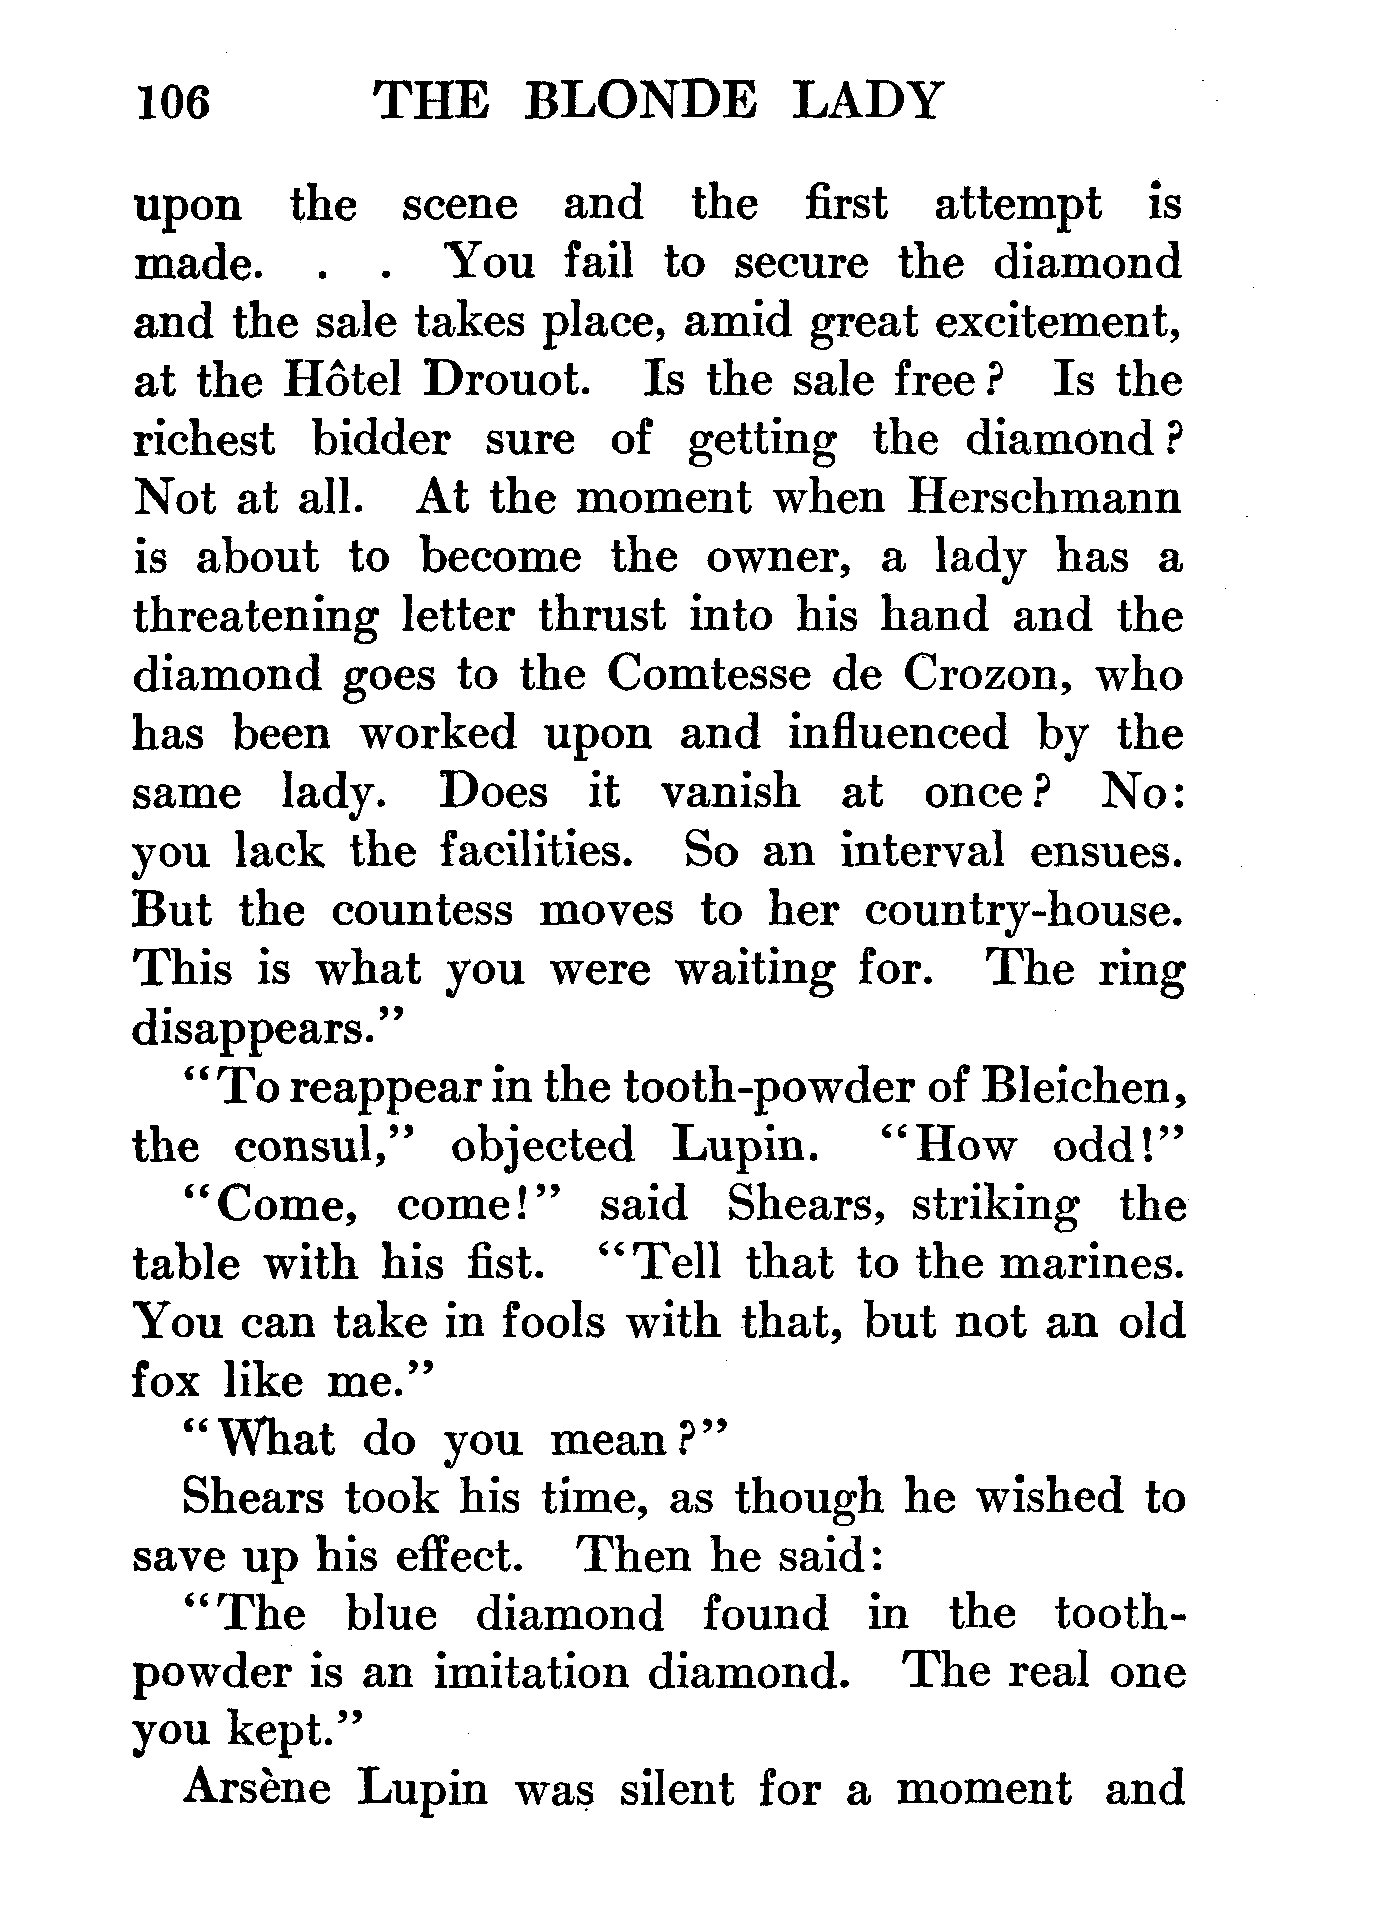 106 THE BLONDE LADY
upon the scene and the first attempt is
made. . . You fail to secure the diamond
and the sale takes place, amid great excitement,
at the Hôtel Drouot. Is the sale free? Is the
richest bidder sure of getting the diamond?
Not at all. At the moment when Herschmann
is about to become the owner, a lady has a
threatening letter thrust into his hand and the
diamond goes to the Comtesse de Crozon, who
has been worked upon and influenced by the
same lady. Does it vanish at once? No:
you lack the facilities. So an interval ensues.
But the countess moves to her country-house.
This is what you were waiting for. The ring
disappears."
"To reappear in the tooth-powder of Bleichen,
the consul," objected Lupin. "How odd!"
"Come, come!" said Shears, striking the
table with his fist. "Tell that to the marines.
You can take in fools with that, but not an old
fox like me."
"What do you mean?"
Shears took his time, as though he wished to
save up his effect. Then he said:
"The blue diamond found in the tooth-
powder is an imitation diamond. The real one
you kept."
Arsène Lupin was silent for a moment and